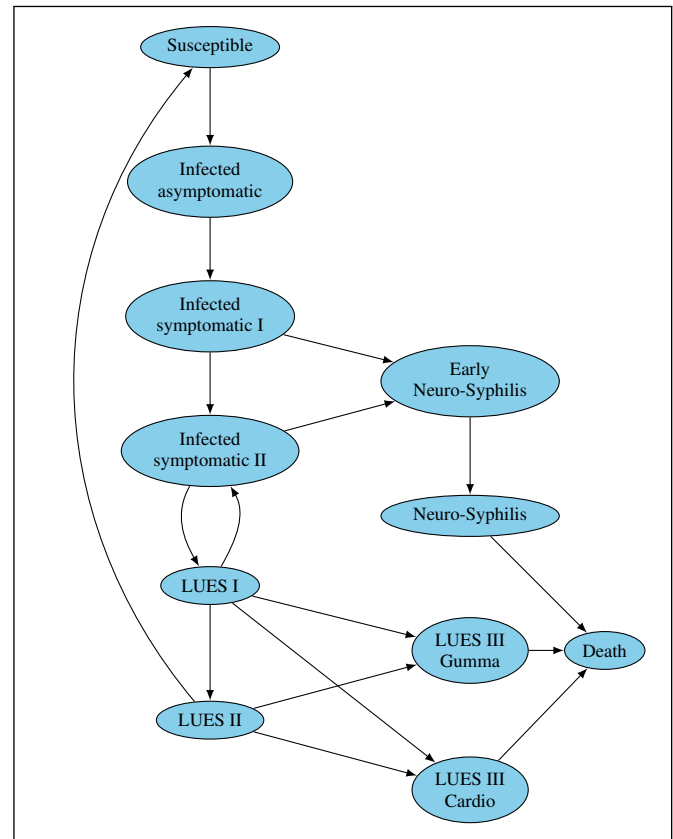 Susceptible
Infected
asymptomatic
Infected
symptomatic I
Early
Neuro-Syphilis
Infected
symptomatic II
Neuro-Syphilis
LUES I
LUES III
Gumma
Death
LUES II
LUES III
Cardio